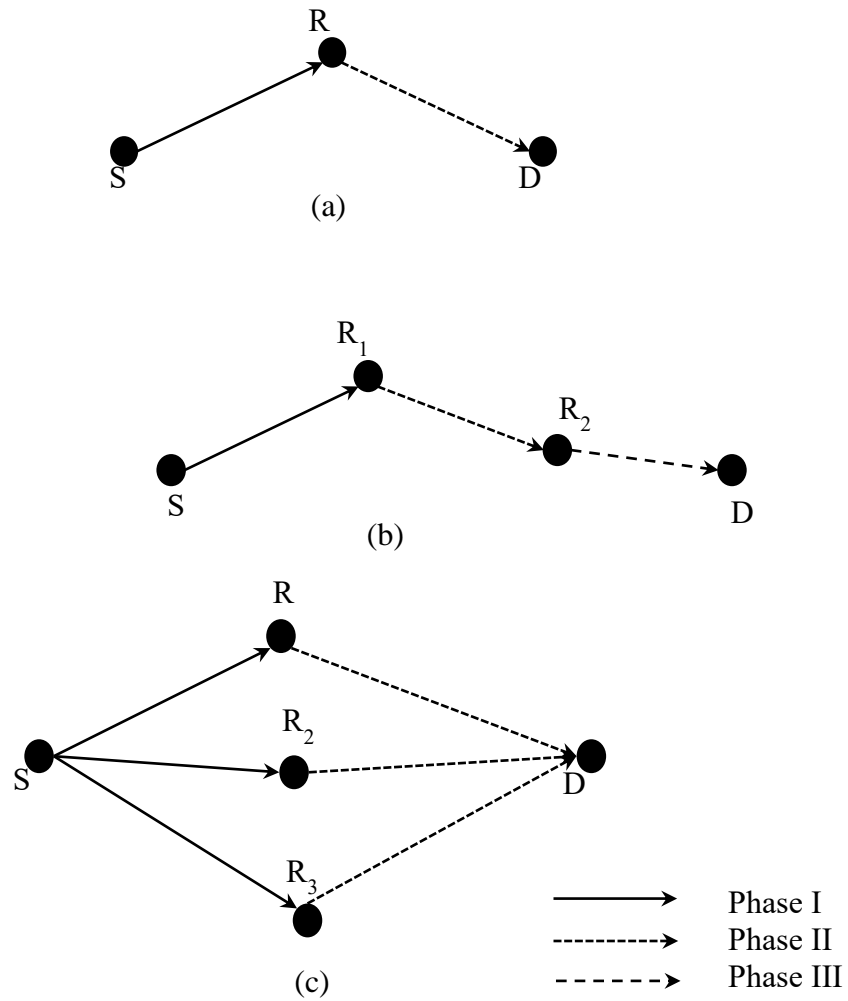 R
S
D
(a)
R₁
R₂
S
D
(b)
R
R₂
S
D
R₃
Phase I
Phase II
Phase III
(c)